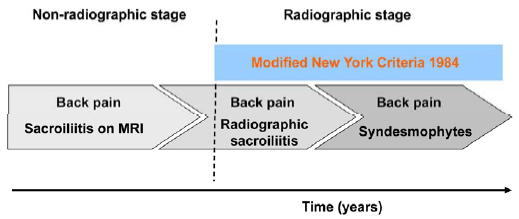 Non-radiographic stage
Radiographic stage
Modified New York Criteria 1984
Back pain
Sacroiliitis on MRI
Back pain
Radiographic
sacroiliitis
Back pain
Syndesmophytes
Time (years)